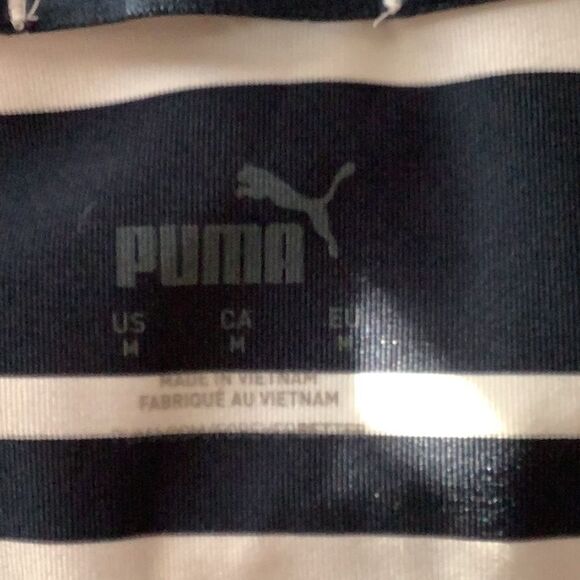 PUMA
US CA EU
M M M
MADE IN VIETNAM
FABRIQUÉ AU VIETNAM